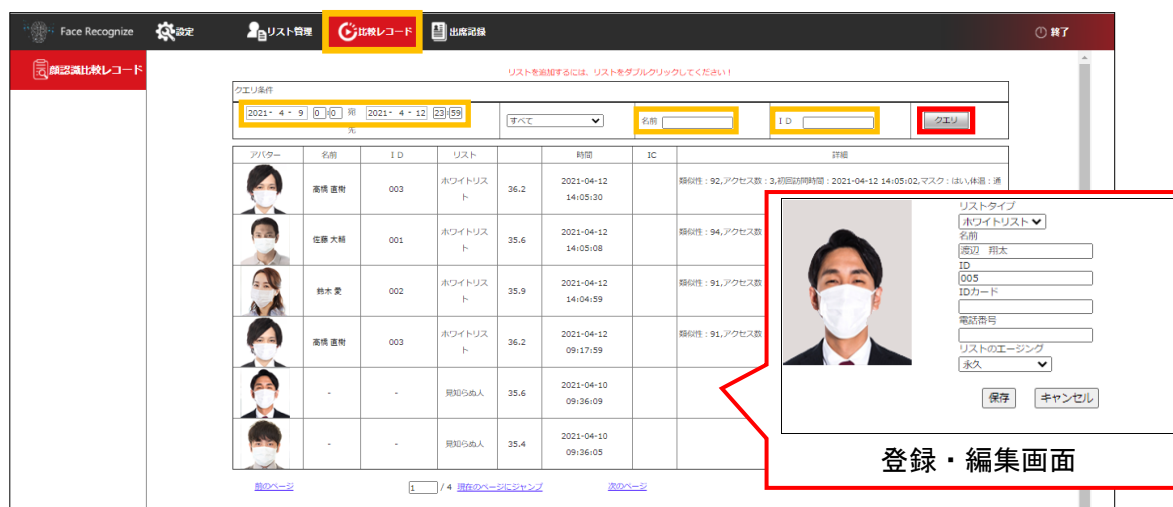 Face Recognize 設定 リスト管理 比較レコード 出席記録 終了
顔認識比較レコード
リストを追加するには、リストをダブルクリックしてください！
クエリ条件
2021- 4 - 9 0:0 宛先 2021- 4 - 12 23:59 すべて 名前 ID クエリ
アバター 名前 ID リスト 時間 IC 詳細
高橋 直樹 003 ホワイトリスト 36.2 2021-04-12 14:05:30 類似性：92,アクセス数：3,初回訪問時間：2021-04-12 14:05:02,マスク：はい,体温：通
佐藤 大輔 001 ホワイトリスト 35.6 2021-04-12 14:05:08 類似性：94,アクセス数
鈴木 愛 002 ホワイトリスト 35.9 2021-04-12 14:04:59 類似性：91,アクセス数
高橋 直樹 003 ホワイトリスト 36.2 2021-04-12 09:17:59 類似性：91,アクセス数
- - 見知らぬ人 35.6 2021-04-10 09:36:09
- - 見知らぬ人 35.4 2021-04-10 09:36:05
前のページ 1 / 4 現在のページにジャンプ 次のページ
リストタイプ
ホワイトリスト
名前
渡辺 翔太
ID
005
IDカード
電話番号
リストのエージング
永久
保存 キャンセル
登録・編集画面